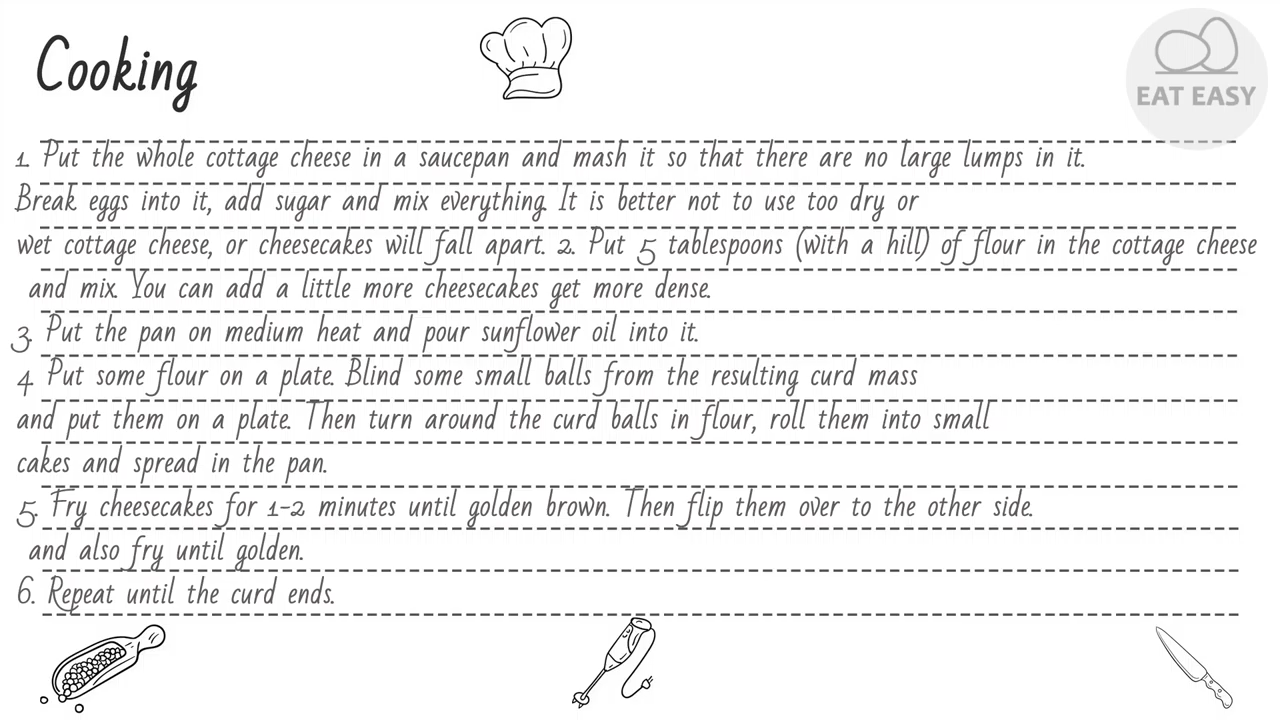 Cooking
EAT EASY
1. Put the whole cottage cheese in a saucepan and mash it so that there are no large lumps in it.
Break eggs into it, add sugar and mix everything. It is better not to use too dry or
wet cottage cheese, or cheesecakes will fall apart. 2. Put 5 tablespoons (with a hill) of flour in the cottage cheese
and mix. You can add a little more cheesecakes get more dense.
3. Put the pan on medium heat and pour sunflower oil into it.
4. Put some flour on a plate. Blind some small balls from the resulting curd mass
and put them on a plate. Then turn around the curd balls in flour, roll them into small
cakes and spread in the pan.
5. Fry cheesecakes for 1-2 minutes until golden brown. Then flip them over to the other side.
and also fry until golden.
6. Repeat until the curd ends.